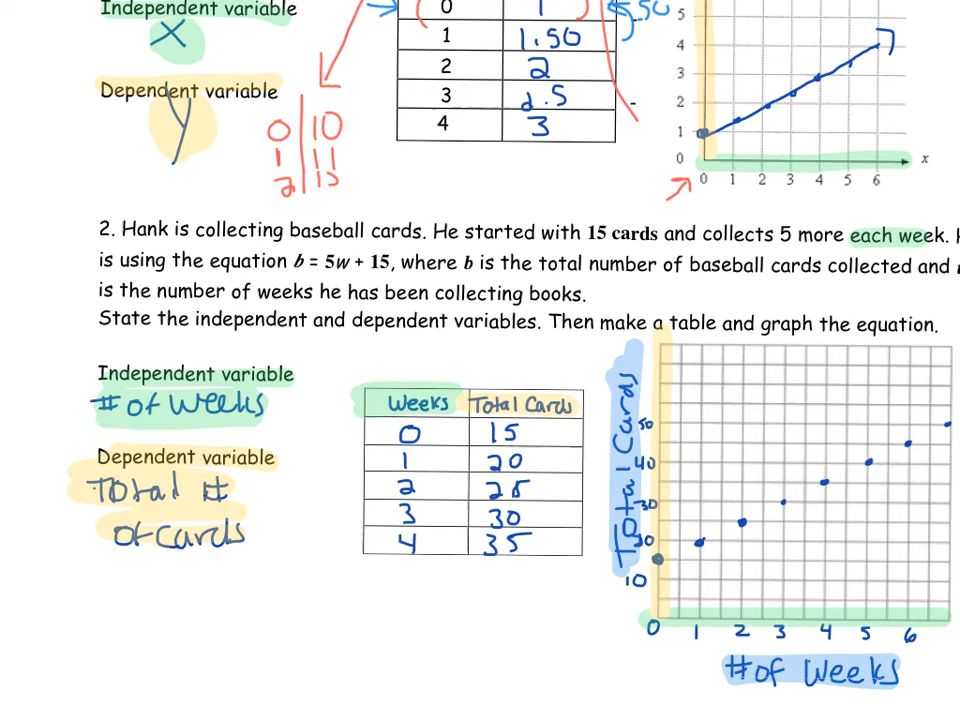 Independent variable
X
Dependent variable
y
0 10
1 11
2
0 1
1 1.50
2 2
3 2.5
4 3
.50
5
4
3
2
1
0
0 1 2 3 4 5 6
x
2. Hank is collecting baseball cards. He started with 15 cards and collects 5 more each week.
is using the equation b = 5w + 15, where b is the total number of baseball cards collected and
is the number of weeks he has been collecting books.
State the independent and dependent variables. Then make a table and graph the equation.
Independent variable
# of Weeks
Dependent variable
Total #
of cards
Weeks Total Cards
0 15
1 20
2 25
3 30
4 35
Total Cards
50
40
30
20
10
0 1 2 3 4 5 6
# of Weeks